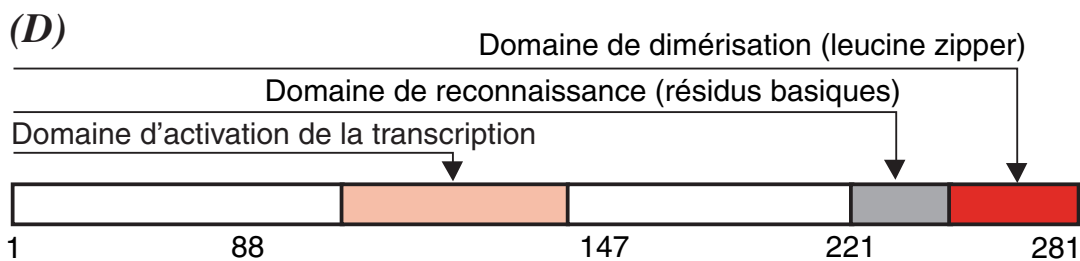 (D)
Domaine de dimérisation (leucine zipper)
Domaine de reconnaissance (résidus basiques)
Domaine d'activation de la transcription
1 88 147 221 281